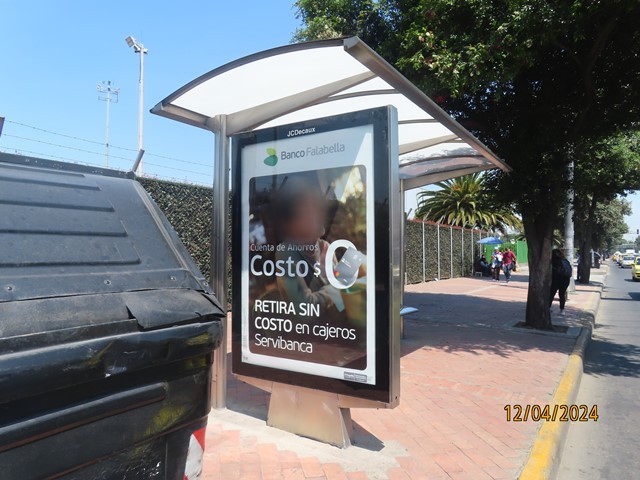 JCDecaux
Banco Falabella
Cuenta de Ahorros
Costo $0
RETIRA SIN
COSTO en cajeros
Servibanca
12/04/2024